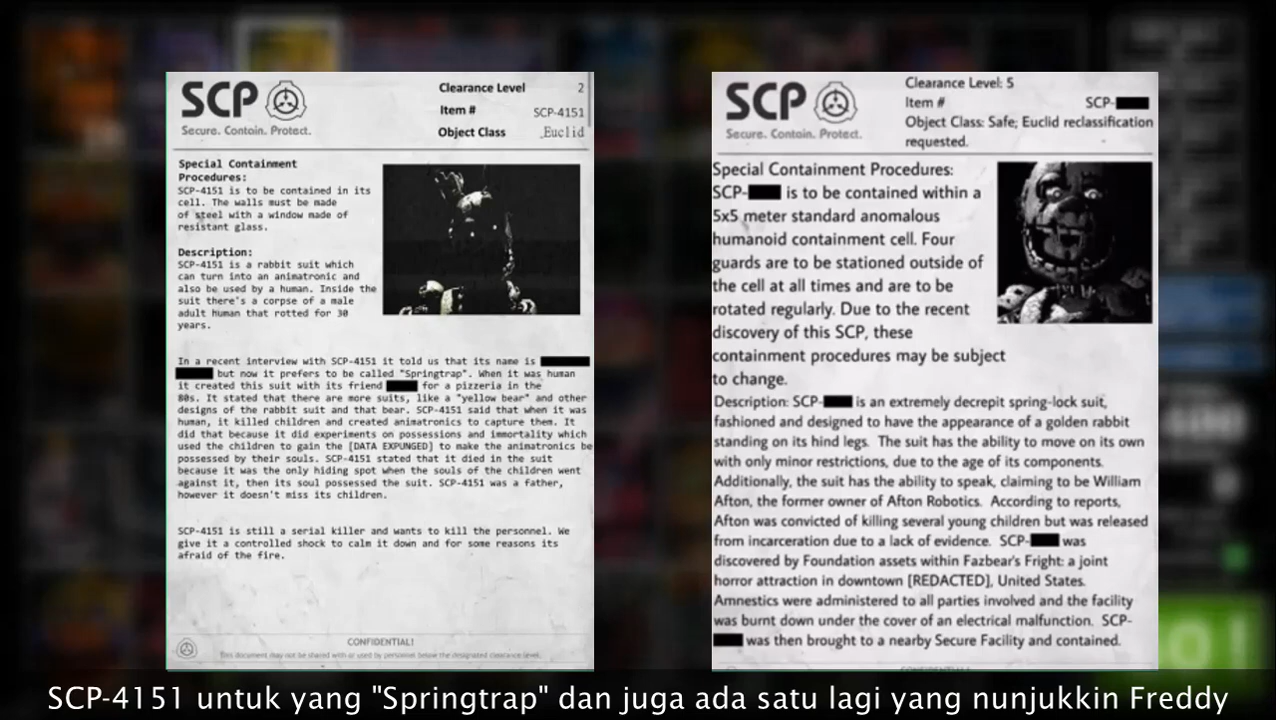 SCP
Secure. Contain. Protect.
Clearance Level 2
Item # SCP-4151
Object Class Euclid
Special Containment
Procedures:
SCP-4151 is to be contained in its
cell. The walls must be made
of steel with a window made of
resistant glass.
Description:
SCP-4151 is a rabbit suit which
can turn into an animatronic and
also be used by a human. Inside the
suit there's a corpse of a male
adult Human that rotted for 30
years.
In a recent interview with SCP-4151 it told us that its name is
but now it prefers to be called "Springtrap". When it was human
it created this suit with its friend for a pizzeria in the
80s. It stated that there are more suits, like a "yellow bear" and other
designs of the rabbit suit and that bear. SCP-4151 said that when it was
human, it killed children and created animatronics to capture them. It
did that because it did experiments on possessions and immortality which
used the children to gain the [DATA EXPUNGED] to make the animatronics be
possessed by their souls. SCP-4151 stated that it died in the suit
because it was the only hiding spot when the souls of the children went
against it, then its soul possessed the suit. SCP-4151 was a father,
however it doesn't miss its children.
SCP-4151 is still a serial killer and wants to kill the personnel. We
give it a controlled shock to calm it down and for some reasons its
afraid of the fire.
CONFIDENTIAL!
This document may not be shared with or used by personnel below the designated clearance level.
SCP
Secure. Contain. Protect.
Clearance Level: 5
Item # SCP-
Object Class: Safe; Euclid reclassification
requested.
Special Containment Procedures:
SCP- is to be contained within a
5x5 meter standard anomalous
humanoid containment cell. Four
guards are to be stationed outside of
the cell at all times and are to be
rotated regularly. Due to the recent
discovery of this SCP, these
containment procedures may be subject
to change.
Description: SCP- is an extremely decrepit spring-lock suit,
fashioned and designed to have the appearance of a golden rabbit
standing on its hind legs. The suit has the ability to move on its own
with only minor restrictions, due to the age of its components.
Additionally, the suit has the ability to speak, claiming to be William
Afton, the former owner of Afton Robotics. According to reports,
Afton was convicted of killing several young children but was released
from incarceration due to a lack of evidence. SCP- was
discovered by Foundation assets within Fazbear's Fright: a joint
horror attraction in downtown [REDACTED], United States.
Amnestics were administered to all parties involved and the facility
was burnt down under the cover of an electrical malfunction. SCP-
was then brought to a nearby Secure Facility and contained.
SCP-4151 untuk yang "Springtrap" dan juga ada satu lagi yang nunjukkin Freddy